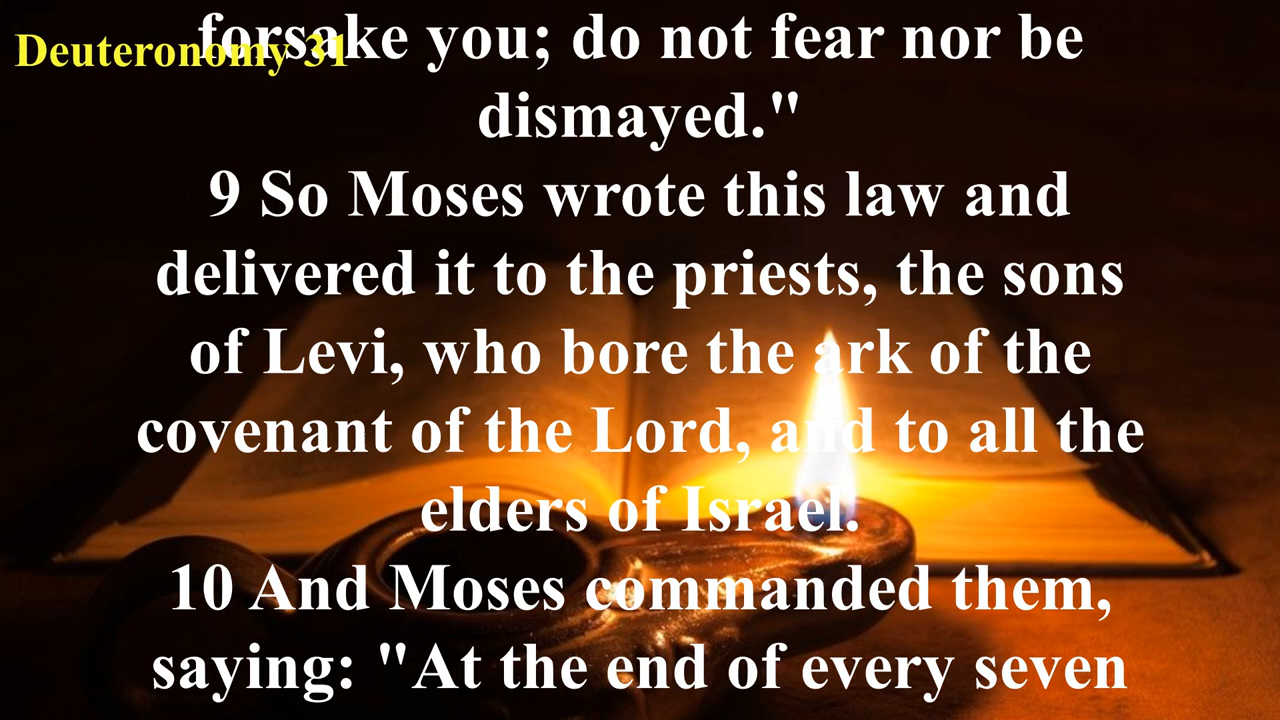 Deuteronomy 31
forsake you; do not fear nor be
dismayed."
9 So Moses wrote this law and
delivered it to the priests, the sons
of Levi, who bore the ark of the
covenant of the Lord, and to all the
elders of Israel.
10 And Moses commanded them,
saying: "At the end of every seven